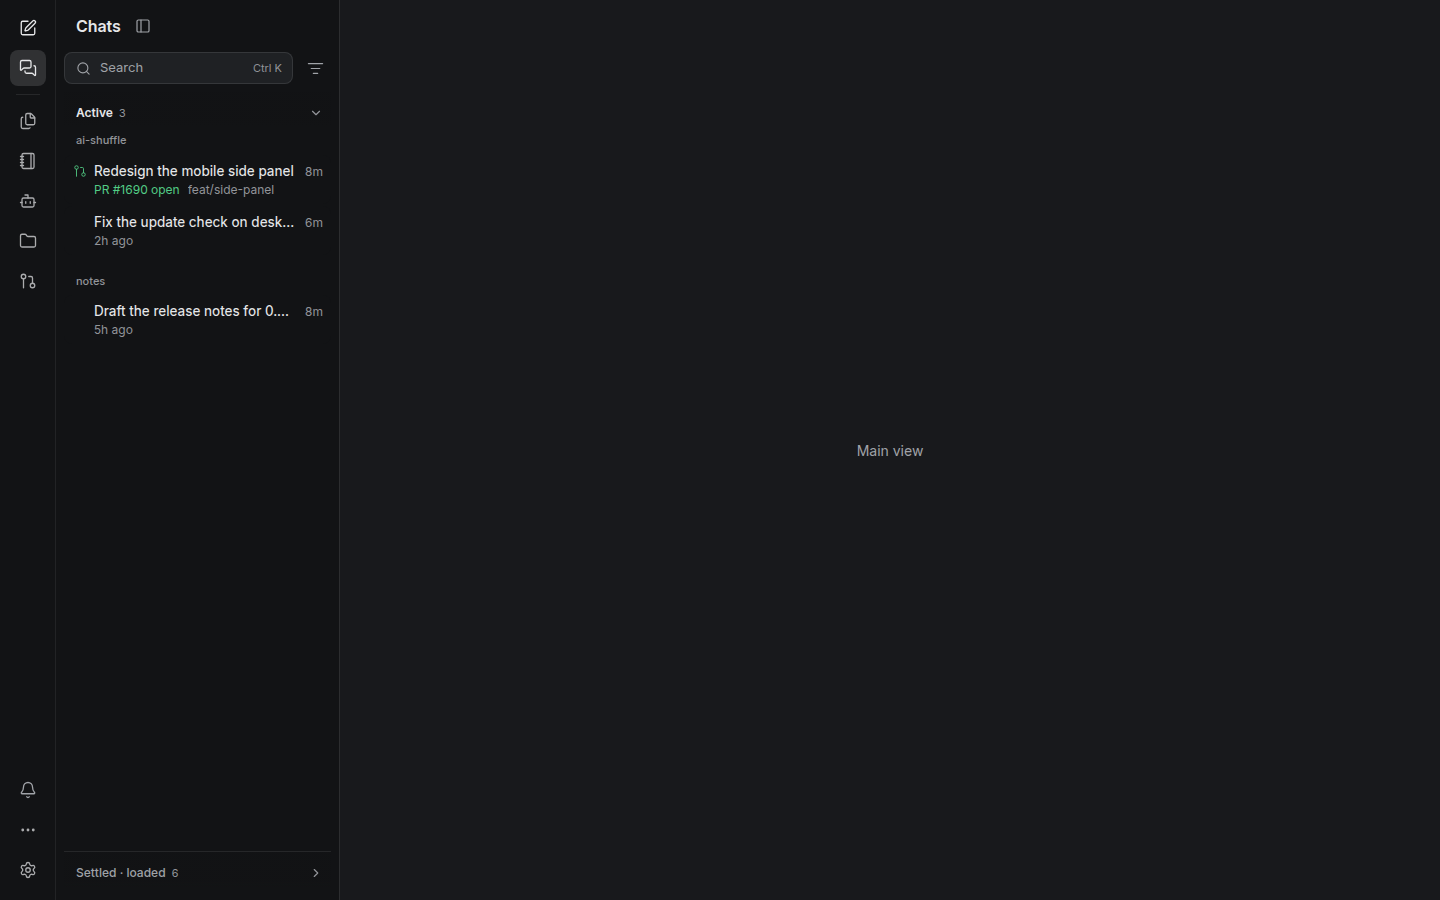 Chats
Search Ctrl K
Active 3
ai-shuffle
Redesign the mobile side panel 8m
PR #1690 open feat/side-panel
Fix the update check on desk... 6m
2h ago
notes
Draft the release notes for 0.... 8m
5h ago
Main view
Settled · loaded 6